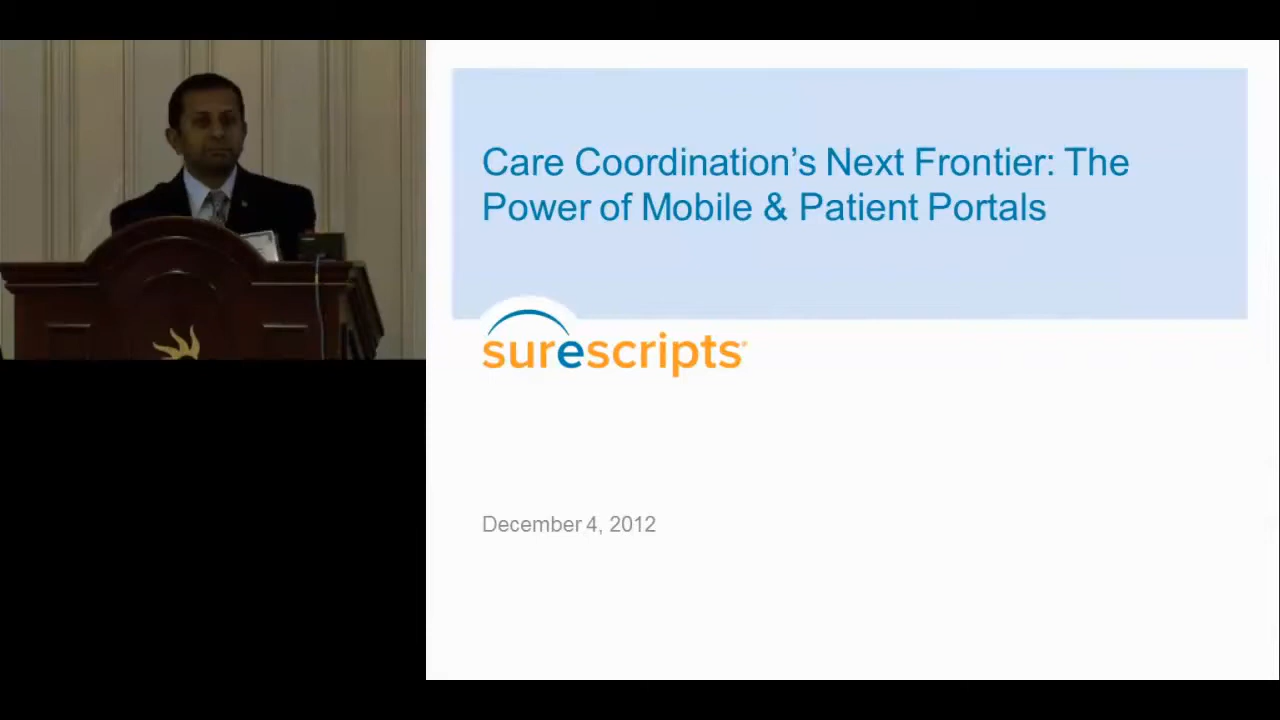 Care Coordination’s Next Frontier: The
Power of Mobile & Patient Portals
surescripts
December 4, 2012